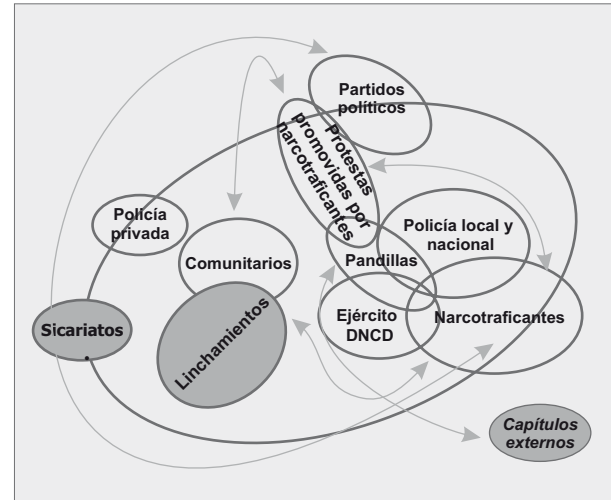 Partidos
políticos
Protestas
promovidas por
narcotraficantes
Policía
privada
Policía local y
nacional
Comunitarios
Pandillas
Sicariatos
Linchamientos
Ejército
DNCD
Narcotraficantes
Capítulos
externos